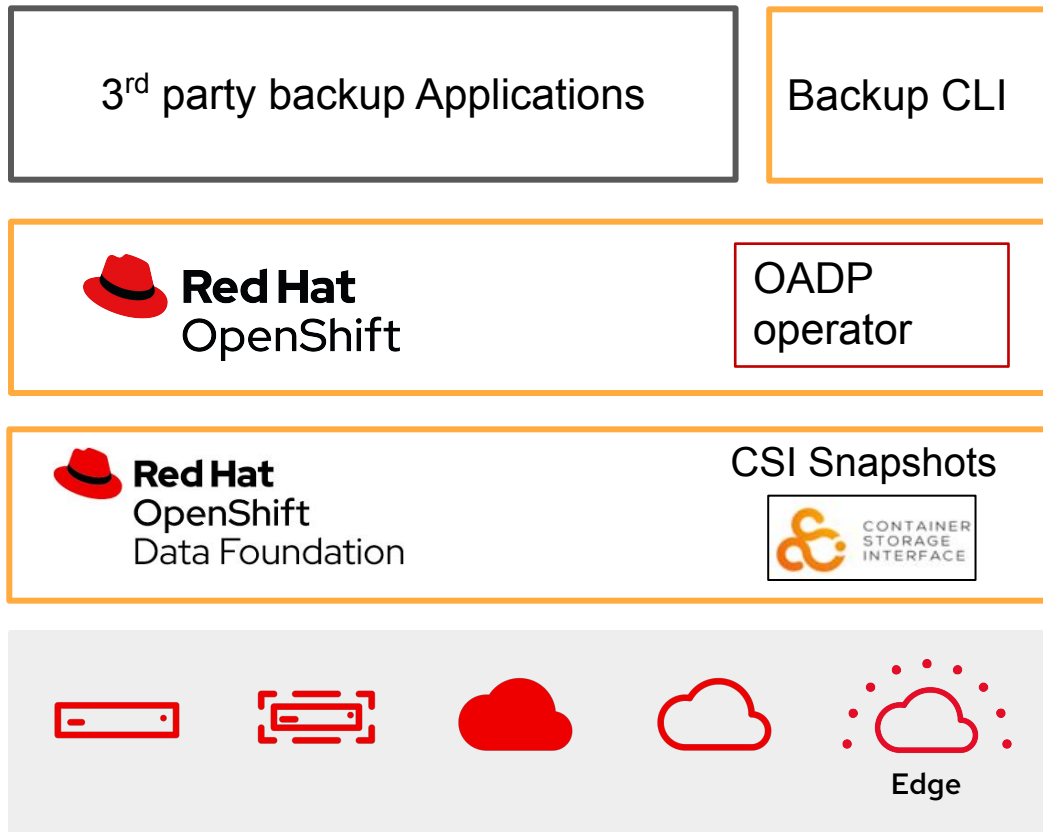 3rd party backup Applications
Backup CLI
Red Hat
OpenShift
OADP
operator
Red Hat
OpenShift
Data Foundation
CSI Snapshots
CONTAINER
STORAGE
INTERFACE
Edge